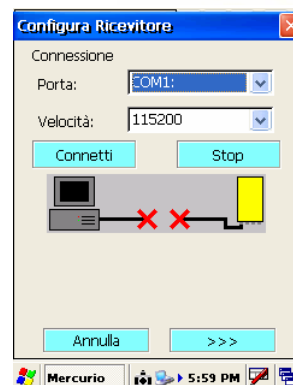 Configura Ricevitore
Connessione
Porta: COM1:
Velocità: 115200
Connetti Stop
Annulla >>>
Mercurio 5:59 PM